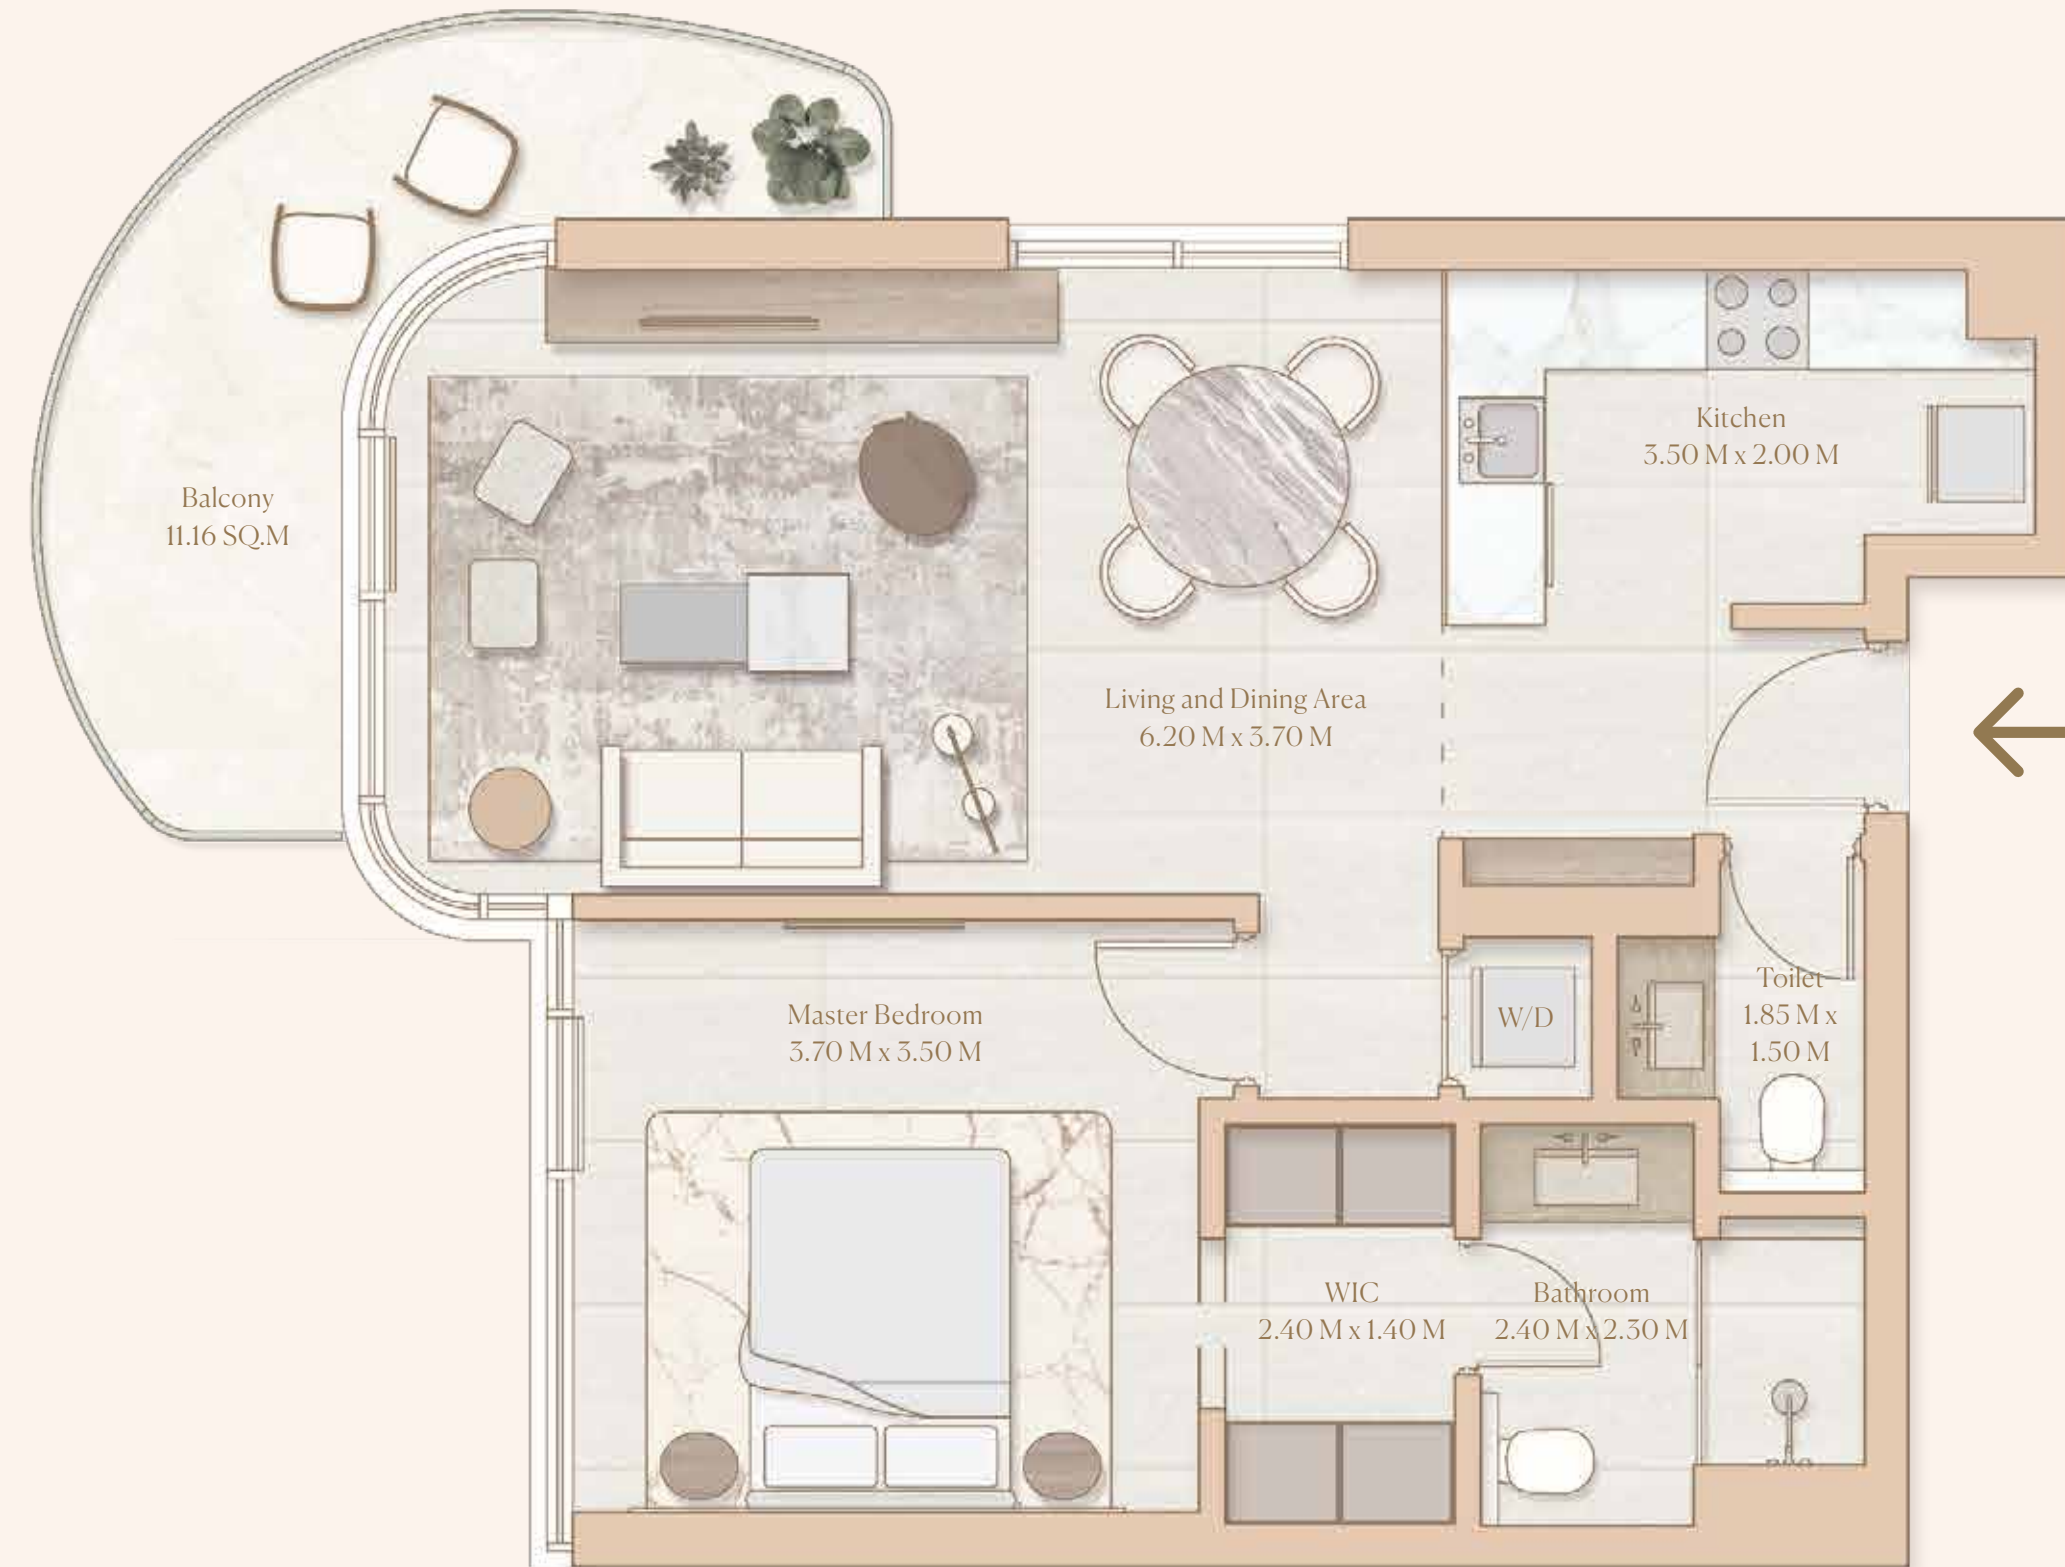 Kitchen
3.50 M x 2.00 M
Balcony
11.16 SQ.M
Living and Dining Area
6.20 M x 3.70 M
Master Bedroom
3.70 M x 3.50 M
W/D
Toilet
1.85 M x
1.50 M
WIC
2.40 M x 1.40 M
Bathroom
2.40 M x 2.30 M